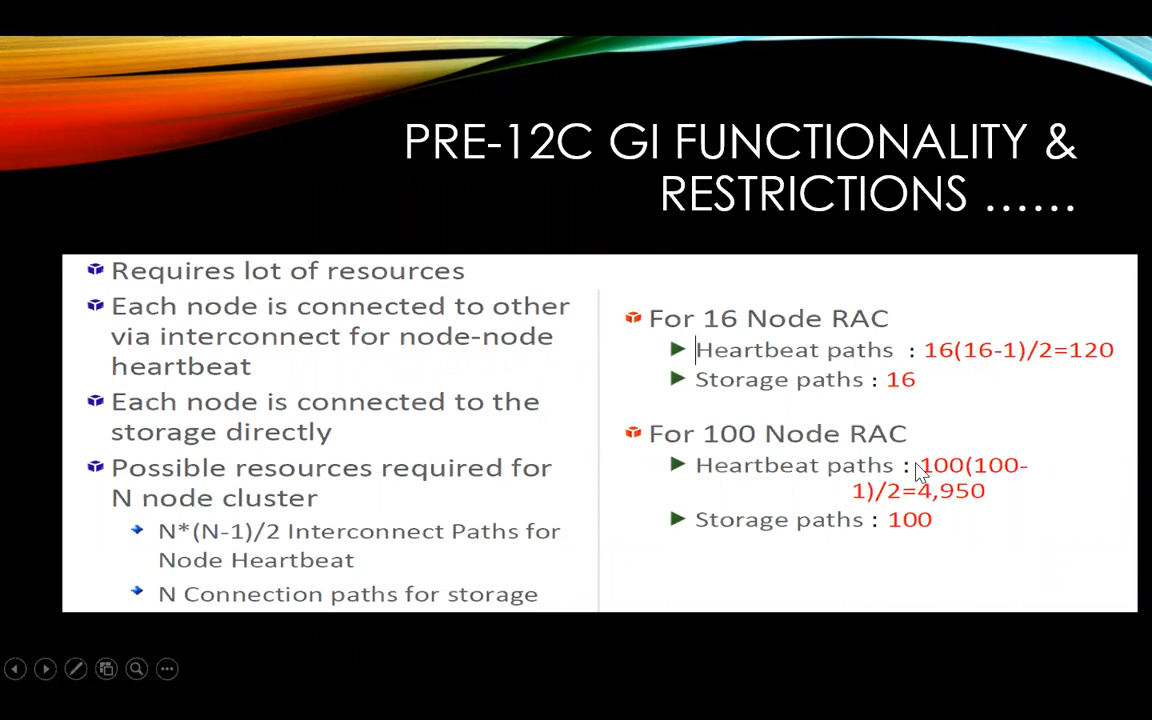 PRE-12C GI FUNCTIONALITY &
RESTRICTIONS ......
Requires lot of resources
Each node is connected to other
via interconnect for node-node
heartbeat
Each node is connected to the
storage directly
Possible resources required for
N node cluster
N*(N-1)/2 Interconnect Paths for
Node Heartbeat
N Connection paths for storage
For 16 Node RAC
Heartbeat paths : 16(16-1)/2=120
Storage paths : 16
For 100 Node RAC
Heartbeat paths : 100(100-
1)/2=4,950
Storage paths : 100